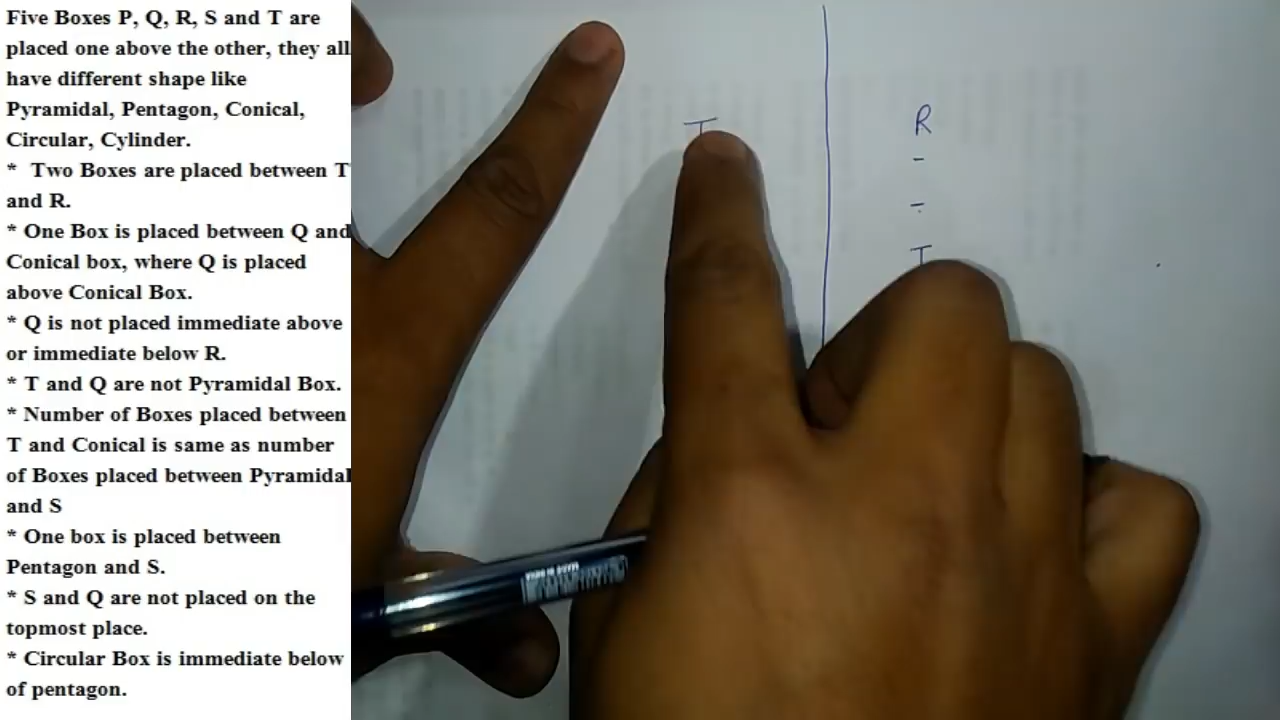 Five Boxes P, Q, R, S and T are
placed one above the other, they all
have different shape like
Pyramidal, Pentagon, Conical,
Circular, Cylinder.
* Two Boxes are placed between T
and R.
* One Box is placed between Q and
Conical box, where Q is placed
above Conical Box.
* Q is not placed immediate above
or immediate below R.
* T and Q are not Pyramidal Box.
* Number of Boxes placed between
T and Conical is same as number
of Boxes placed between Pyramidal
and S
* One box is placed between
Pentagon and S.
* S and Q are not placed on the
topmost place.
* Circular Box is immediate below
of pentagon.
T
R
-
-
T